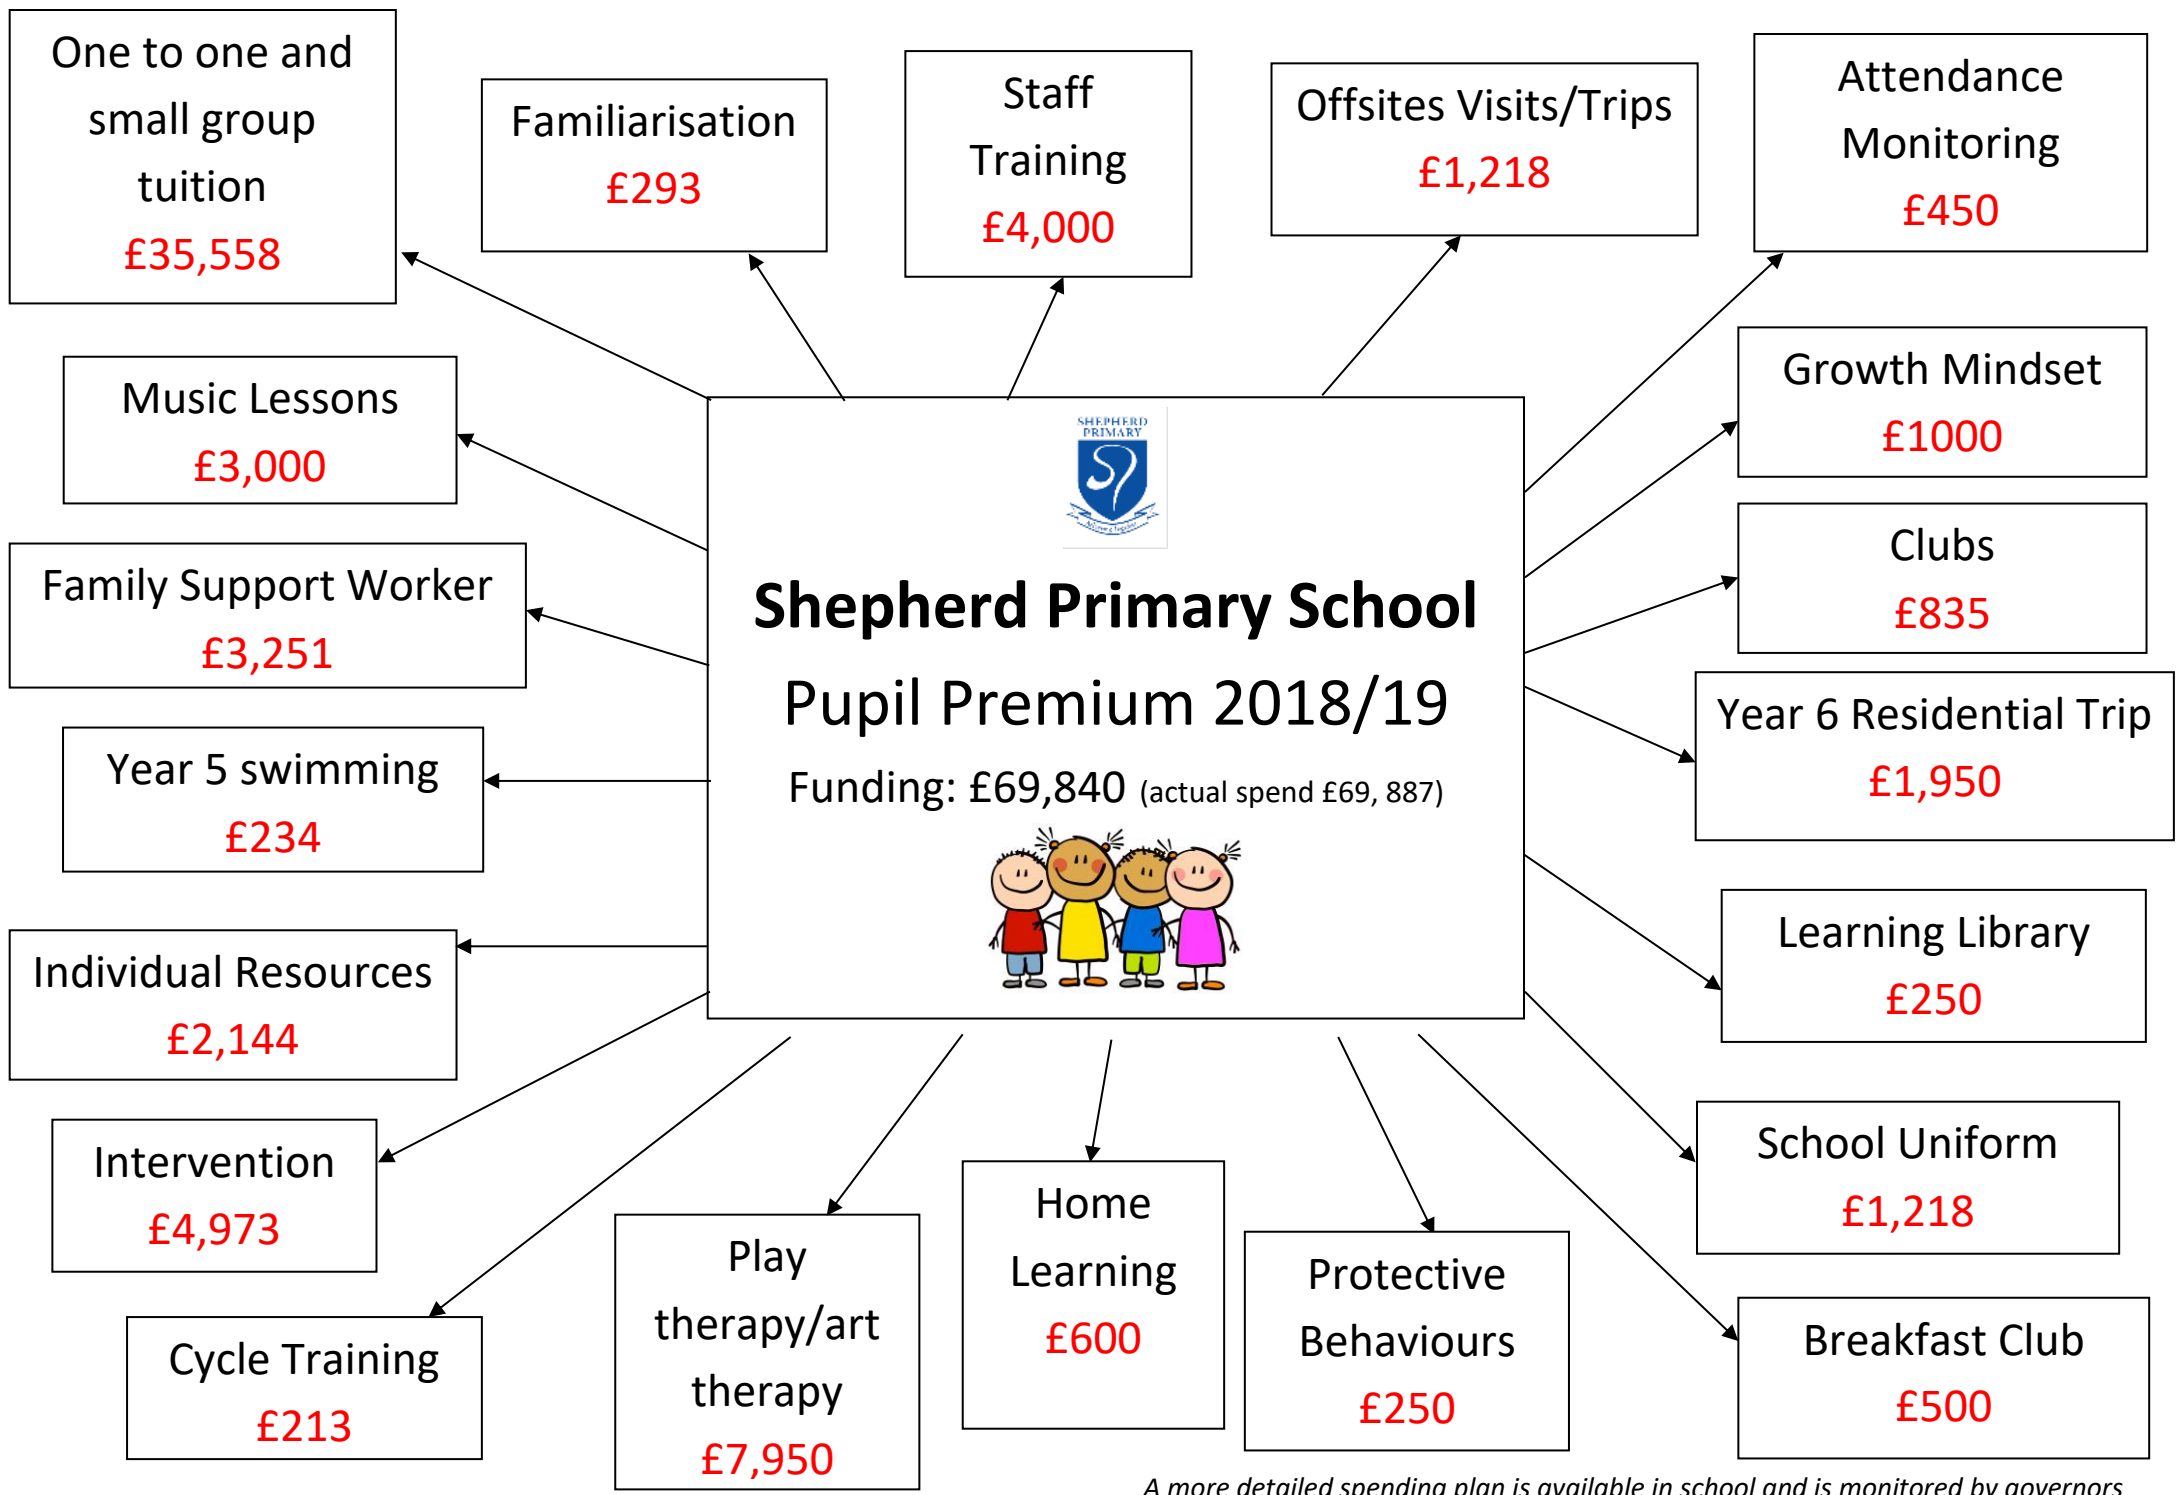 One to one and
small group
tuition
£35,558
Familiarisation
£293
Staff
Training
£4,000
Offsites Visits/Trips
£1,218
Attendance
Monitoring
£450
Music Lessons
£3,000
Growth Mindset
£1000
Family Support Worker
£3,251
Clubs
£835
SHEPHERD
PRIMARY
Shepherd Primary School
Pupil Premium 2018/19
Funding: £69,840 (actual spend £69, 887)
Year 5 swimming
£234
Year 6 Residential Trip
£1,950
Individual Resources
£2,144
Learning Library
£250
Intervention
£4,973
School Uniform
£1,218
Cycle Training
£213
Play
therapy/art
therapy
£7,950
Home
Learning
£600
Protective
Behaviours
£250
Breakfast Club
£500
A more detailed spending plan is available in school and is monitored by governors